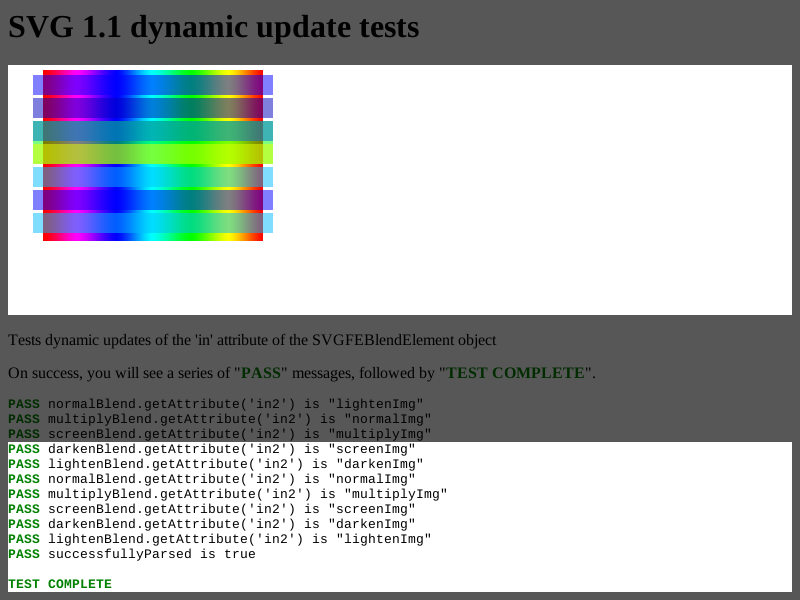 SVG 1.1 dynamic update tests
Tests dynamic updates of the 'in' attribute of the SVGFEBlendElement object
On success, you will see a series of "PASS" messages, followed by "TEST COMPLETE".
PASS normalBlend.getAttribute('in2') is "lightenImg"
PASS multiplyBlend.getAttribute('in2') is "normalImg"
PASS screenBlend.getAttribute('in2') is "multiplyImg"
PASS darkenBlend.getAttribute('in2') is "screenImg"
PASS lightenBlend.getAttribute('in2') is "darkenImg"
PASS normalBlend.getAttribute('in2') is "normalImg"
PASS multiplyBlend.getAttribute('in2') is "multiplyImg"
PASS screenBlend.getAttribute('in2') is "screenImg"
PASS darkenBlend.getAttribute('in2') is "darkenImg"
PASS lightenBlend.getAttribute('in2') is "lightenImg"
PASS successfullyParsed is true
TEST COMPLETE